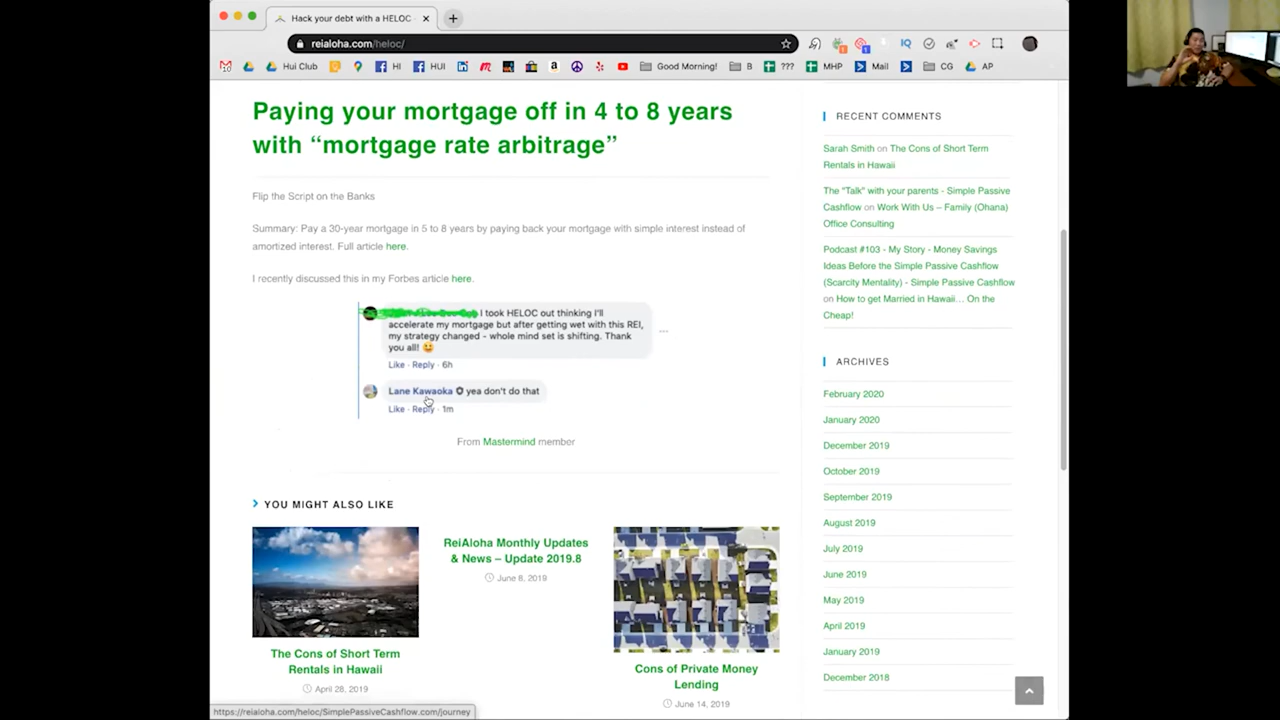 Hack your debt with a HELOC
reialoha.com/heloc/
Hui Club
HI
HUI
Good Morning!
B
???
MHP
Mail
CG
AP
Paying your mortgage off in 4 to 8 years
with “mortgage rate arbitrage”
Flip the Script on the Banks
Summary: Pay a 30-year mortgage in 5 to 8 years by paying back your mortgage with simple interest instead of
amortized interest. Full article here.
I recently discussed this in my Forbes article here.
I took HELOC out thinking I'll
accelerate my mortgage but after getting wet with this REI,
my strategy changed - whole mind set is shifting. Thank
you all! 😀
Like · Reply · 6h
Lane Kawaoka yea don't do that
Like · Reply · 1m
From Mastermind member
YOU MIGHT ALSO LIKE
The Cons of Short Term
Rentals in Hawaii
April 28, 2019
ReiAloha Monthly Updates
& News – Update 2019.8
June 8, 2019
Cons of Private Money
Lending
June 14, 2019
RECENT COMMENTS
Sarah Smith on The Cons of Short Term
Rentals in Hawaii
The "Talk" with your parents - Simple Passive
Cashflow on Work With Us – Family (Ohana)
Office Consulting
Podcast #103 - My Story - Money Savings
Ideas Before the Simple Passive Cashflow
(Scarcity Mentality) - Simple Passive Cashflow
on How to get Married in Hawaii… On the
Cheap!
ARCHIVES
February 2020
January 2020
December 2019
October 2019
September 2019
August 2019
July 2019
June 2019
May 2019
April 2019
January 2019
December 2018
https://reialoha.com/heloc/SimplePassiveCashflow.com/journey